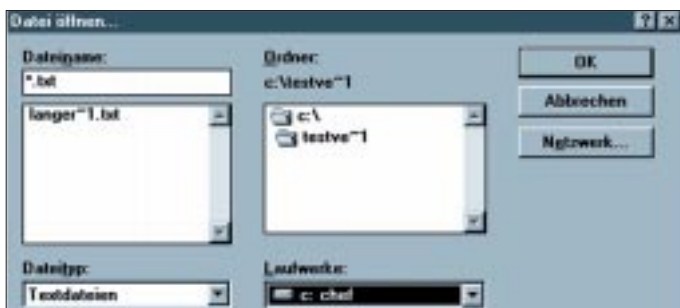 Datei öffnen...
Dateiname:
*.txt
langer~1.txt
Dateityp:
Textdateien
Ordner:
c:\testve~1
c:\
testve~1
Laufwerke:
c: chef
OK
Abbrechen
Netzwerk...